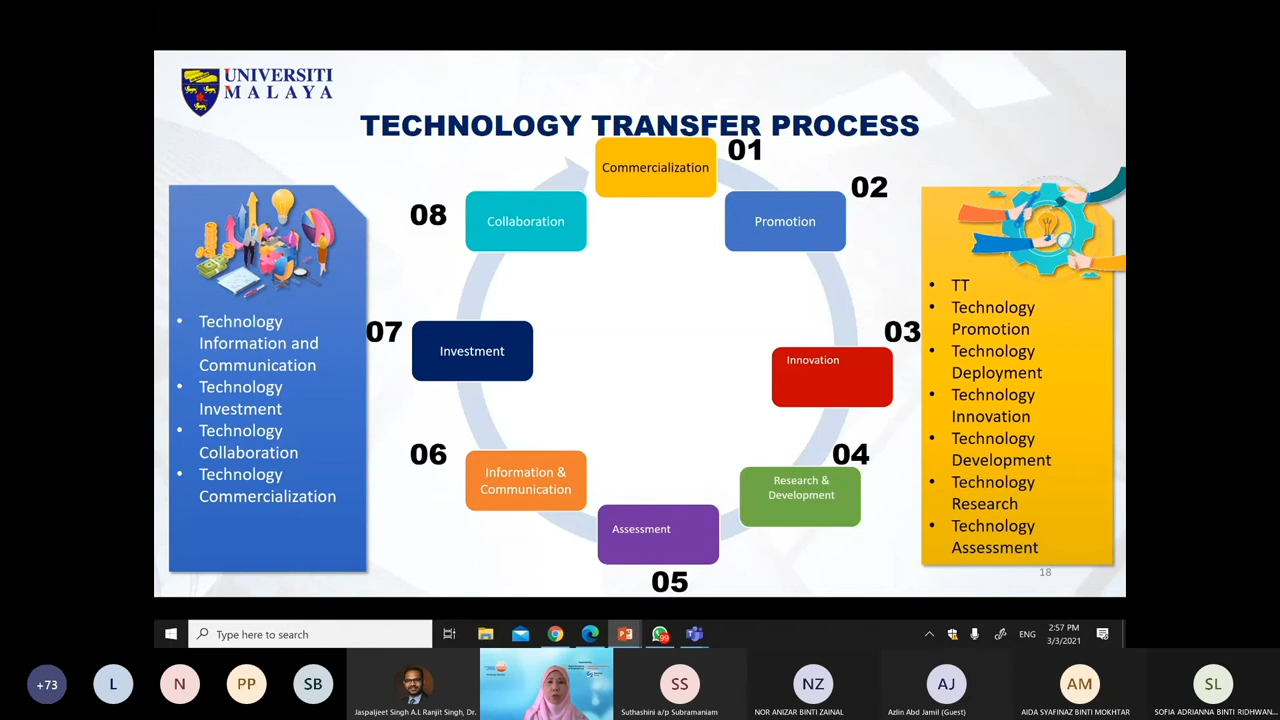 UNIVERSITI
MALAYA
TECHNOLOGY TRANSFER PROCESS
Commercialization
01
Promotion
02
Innovation
03
Research &
Development
04
Assessment
05
Information &
Communication
06
Investment
07
Collaboration
08
• Technology
Information and
Communication
• Technology
Investment
• Technology
Collaboration
• Technology
Commercialization
• TT
• Technology
Promotion
• Technology
Deployment
• Technology
Innovation
• Technology
Development
• Technology
Research
• Technology
Assessment
18
Type here to search
99
ENG
2:57 PM
3/3/2021
+73
L
N
PP
SB
Jaspaljeet Singh A.L Ranjit Singh, Dr.
SS
Suthashini a/p Subramaniam
NZ
NOR ANIZAR BINTI ZAINAL
AJ
Azlin Abd Jamil (Guest)
AM
AIDA SYAFINAZ BINTI MOKHTAR
SL
SOFIA ADRIANNA BINTI RIDHWAN...